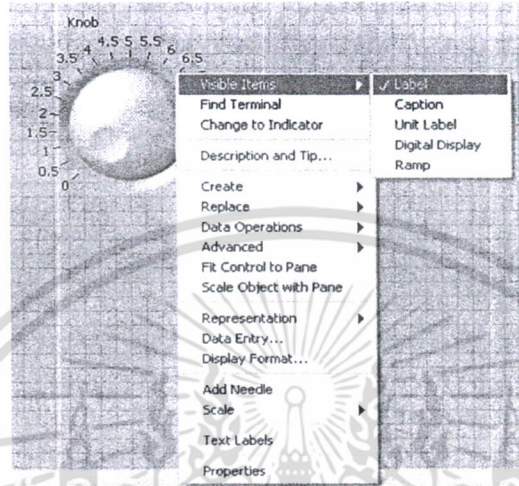 Knob
0
0.5
1
1.5
2
2.5
3.5
4
4.5
5
5.5
6
6.5
Visible Items
Find Terminal
Change to Indicator
Description and Tip...
Create
Replace
Data Operations
Advanced
Fit Control to Pane
Scale Object with Pane
Representation
Data Entry...
Display Format...
Add Needle
Scale
Text Labels
Properties
✓ Label
Caption
Unit Label
Digital Display
Ramp